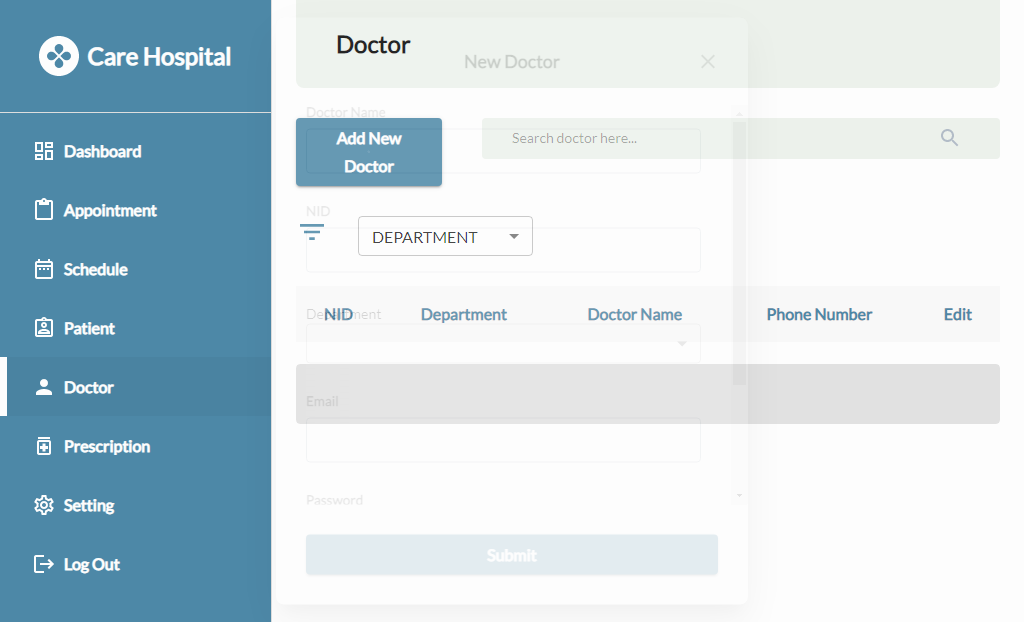 Care Hospital
Dashboard
Appointment
Schedule
Patient
Doctor
Prescription
Setting
Log Out
Doctor
New Doctor
Doctor Name
Add New
Doctor
Search doctor here...
NID
DEPARTMENT
Department
NID
Department
Doctor Name
Phone Number
Edit
Email
Password
Submit